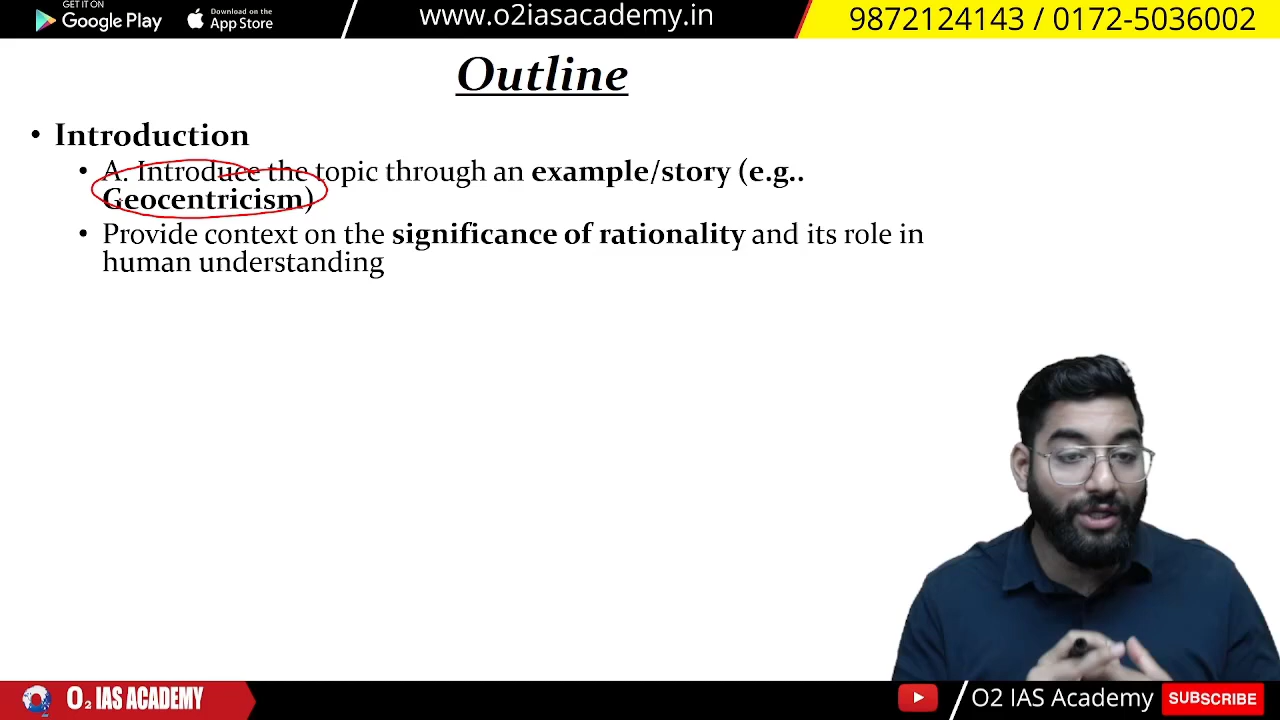 GET IT ON
Google Play
Download on the
App Store
www.o2iasacademy.in
9872124143 / 0172-5036002
Outline
• Introduction
• A. Introduce the topic through an example/story (e.g..
Geocentricism)
• Provide context on the significance of rationality and its role in
human understanding
O2 IAS ACADEMY
O2 IAS Academy
SUBSCRIBE